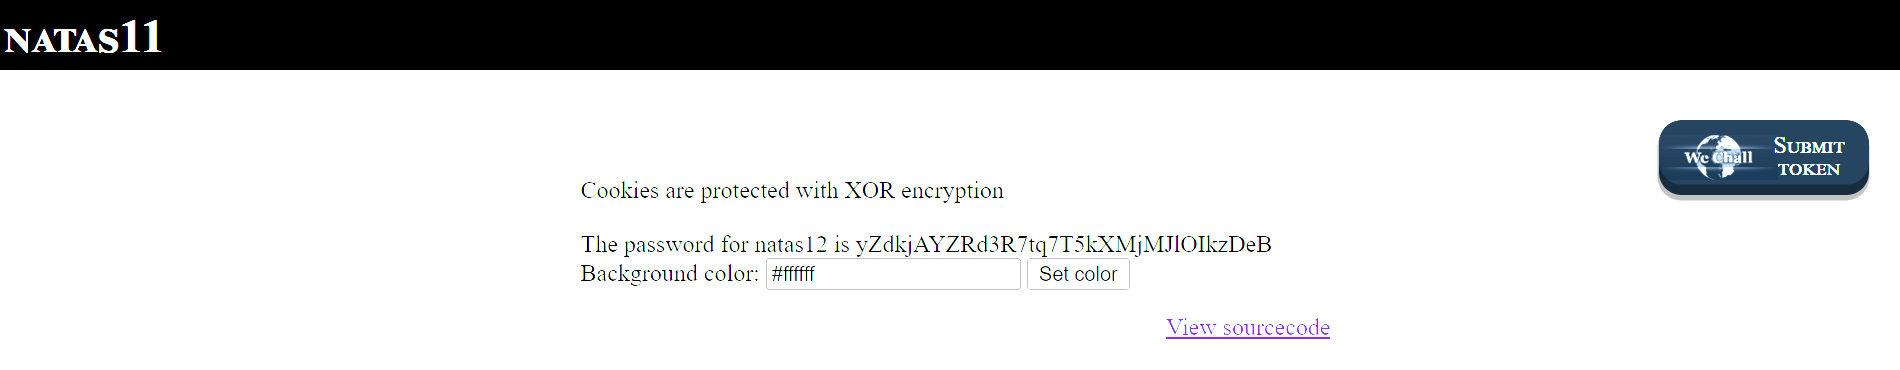 NATAS11
We Chall
SUBMIT
TOKEN
Cookies are protected with XOR encryption
The password for natas12 is yZdkjAYZRd3R7tq7T5kXMjMJlOIkzDeB
Background color: #ffffff Set color
View sourcecode